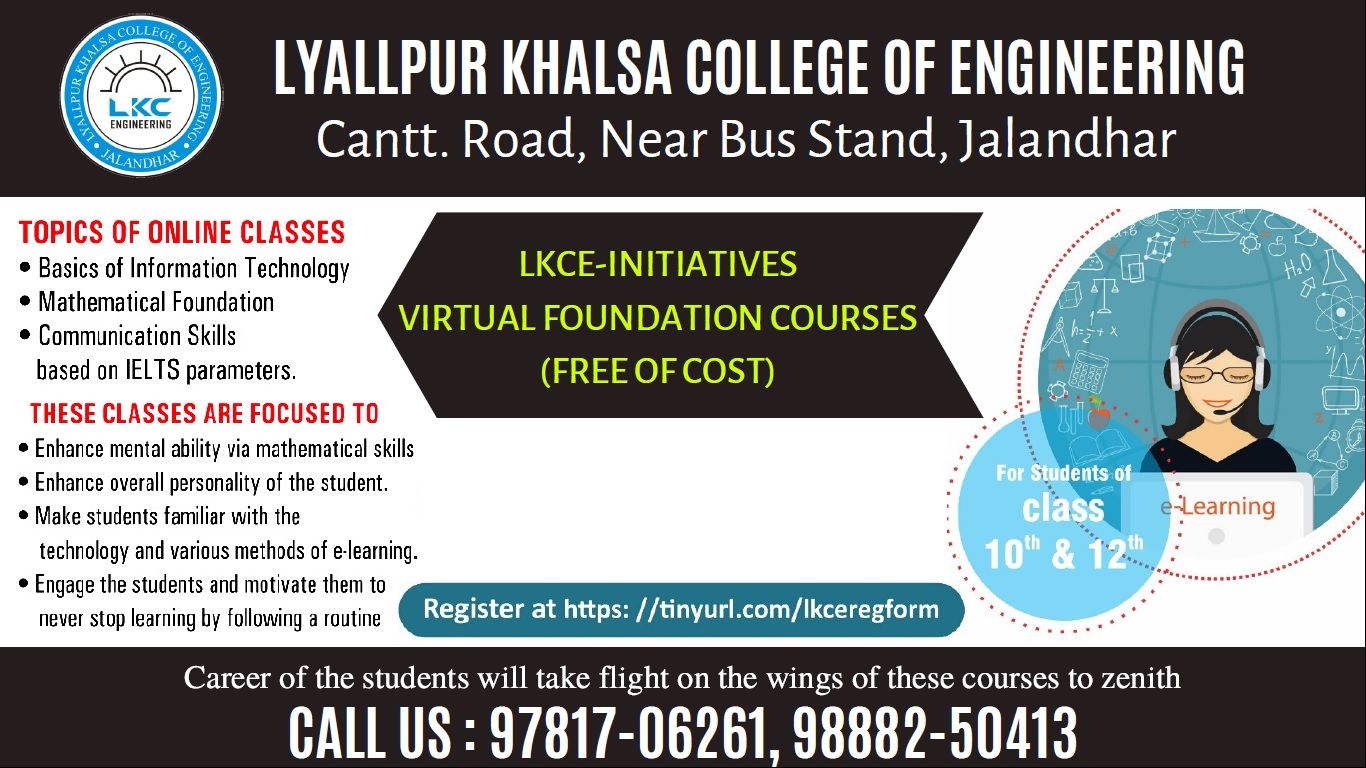 LYALLPUR KHALSA COLLEGE OF ENGINEERING
• JALANDHAR •
LKC
ENGINEERING
LYALLPUR KHALSA COLLEGE OF ENGINEERING
Cantt. Road, Near Bus Stand, Jalandhar
TOPICS OF ONLINE CLASSES
• Basics of Information Technology
• Mathematical Foundation
• Communication Skills
based on IELTS parameters.
THESE CLASSES ARE FOCUSED TO
• Enhance mental ability via mathematical skills
• Enhance overall personality of the student.
• Make students familiar with the
technology and various methods of e-learning.
• Engage the students and motivate them to
never stop learning by following a routine
LKCE-INITIATIVES
VIRTUAL FOUNDATION COURSES
(FREE OF COST)
Register at https: //tinyurl.com/lkceregform
H₂O
A
Z
For Students of
class
10th & 12th
e-Learning
Career of the students will take flight on the wings of these courses to zenith
CALL US : 97817-06261, 98882-50413